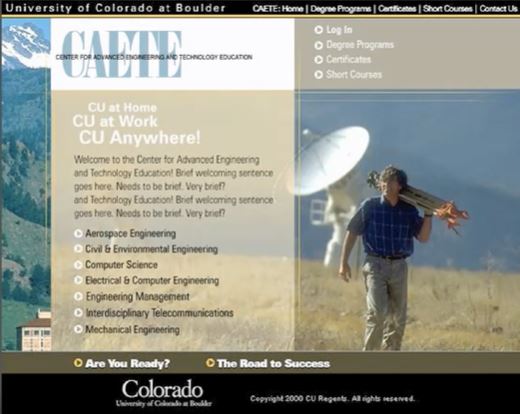 University of Colorado at Boulder
CAETE: Home | Degree Programs | Certificates | Short Courses | Contact Us
CAETE
CENTER FOR ADVANCED ENGINEERING AND TECHNOLOGY EDUCATION
Log In
Degree Programs
Certificates
Short Courses
CU at Home
CU at Work
CU Anywhere!
Welcome to the Center for Advanced Engineering
and Technology Education! Brief welcoming sentence
goes here. Needs to be brief. Very brief?
and Technology Education! Brief welcoming sentence
goes here. Needs to be brief. Very brief?
Aerospace Engineering
Civil & Environmental Engineering
Computer Science
Electrical & Computer Engineering
Engineering Management
Interdisciplinary Telecommunications
Mechanical Engineering
Are You Ready?
The Road to Success
Colorado
University of Colorado at Boulder
Copyright 2000 CU Regents. All rights reserved.